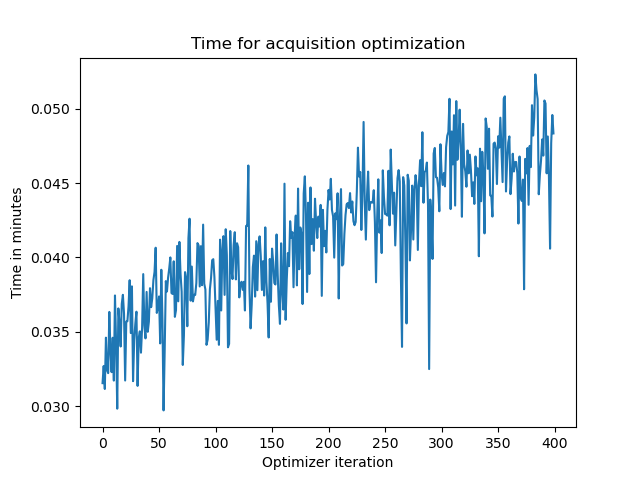 Time for acquisition optimization
Time in minutes
0.050
0.045
0.040
0.035
0.030
0 50 100 150 200 250 300 350 400
Optimizer iteration